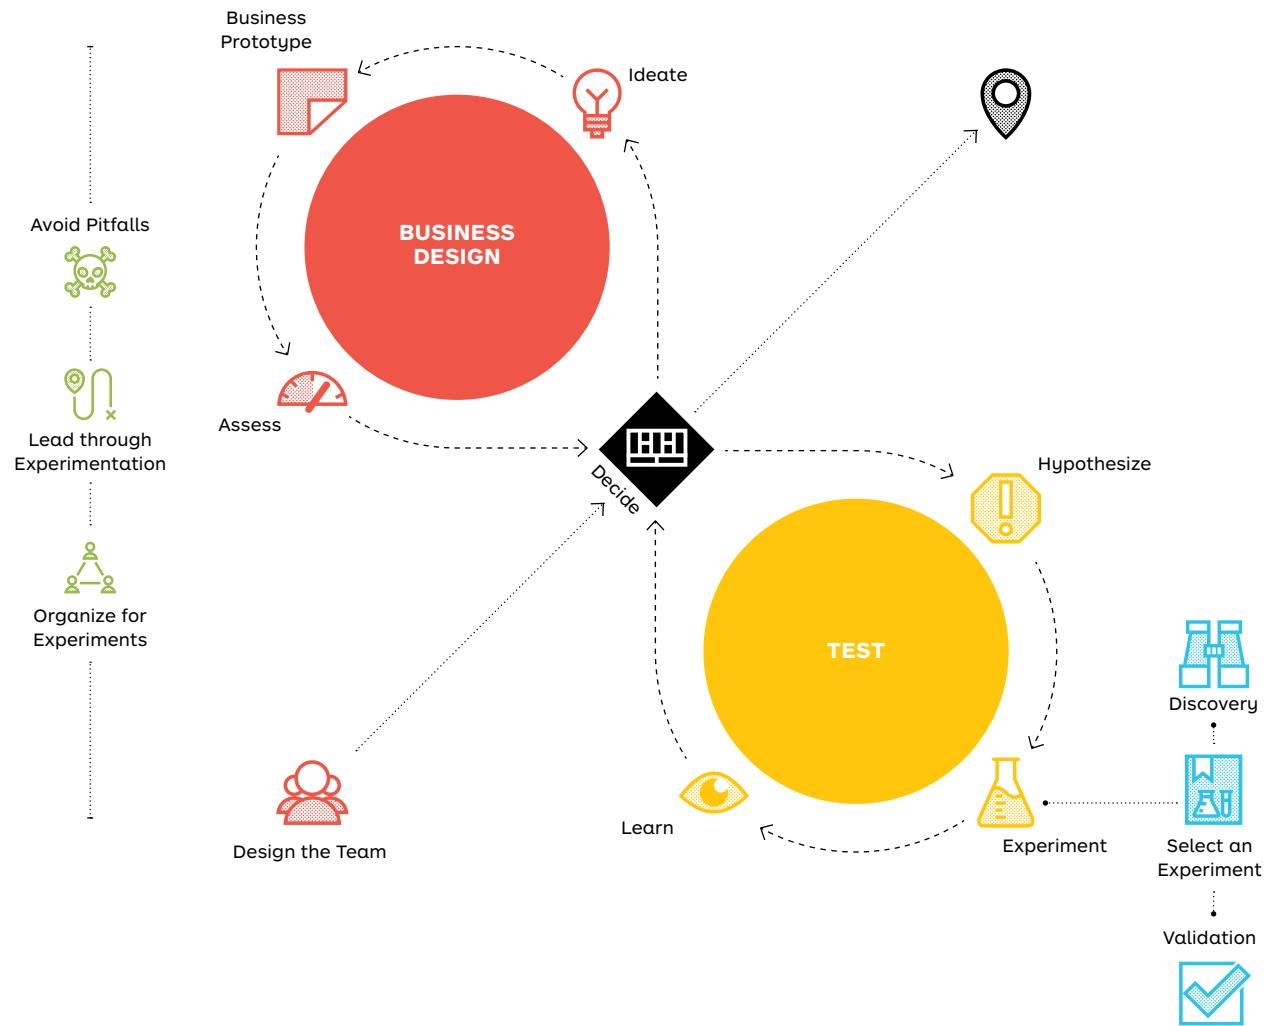 Business
Prototype
Ideate
BUSINESS
DESIGN
Assess
Avoid Pitfalls
Lead through
Experimentation
Organize for
Experiments
Decide
Hypothesize
TEST
Learn
Experiment
Design the Team
Discovery
Select an
Experiment
Validation